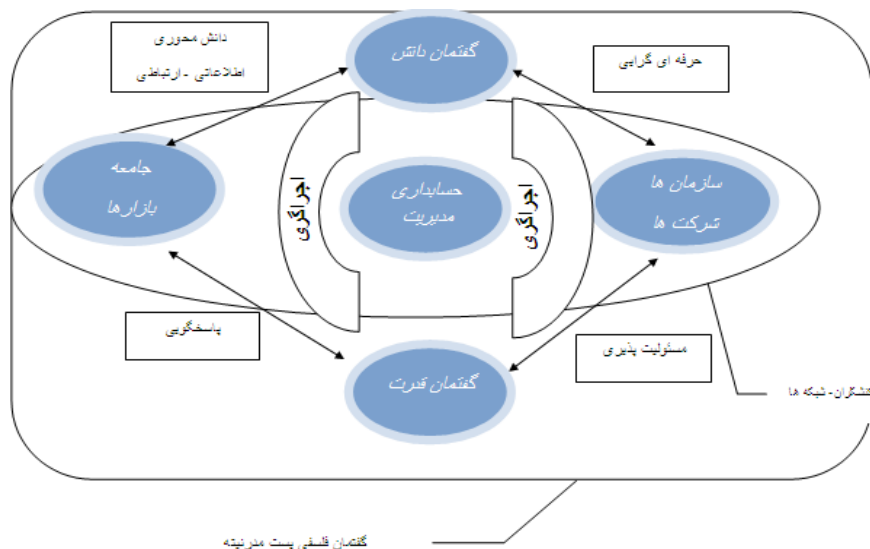 دانش محوری
اطلاعاتی - ارتباطی
گفتمان دانش
حرفه ای گرایی
جامعه
بازارها
اجراگری
حسابداری
مدیریت
اجراگری
سازمان ها
شرکت ها
پاسخگویی
گفتمان قدرت
مسئولیت پذیری
کنشگران- شبکه ها
گفتمان فلسفی پست مدرنیته